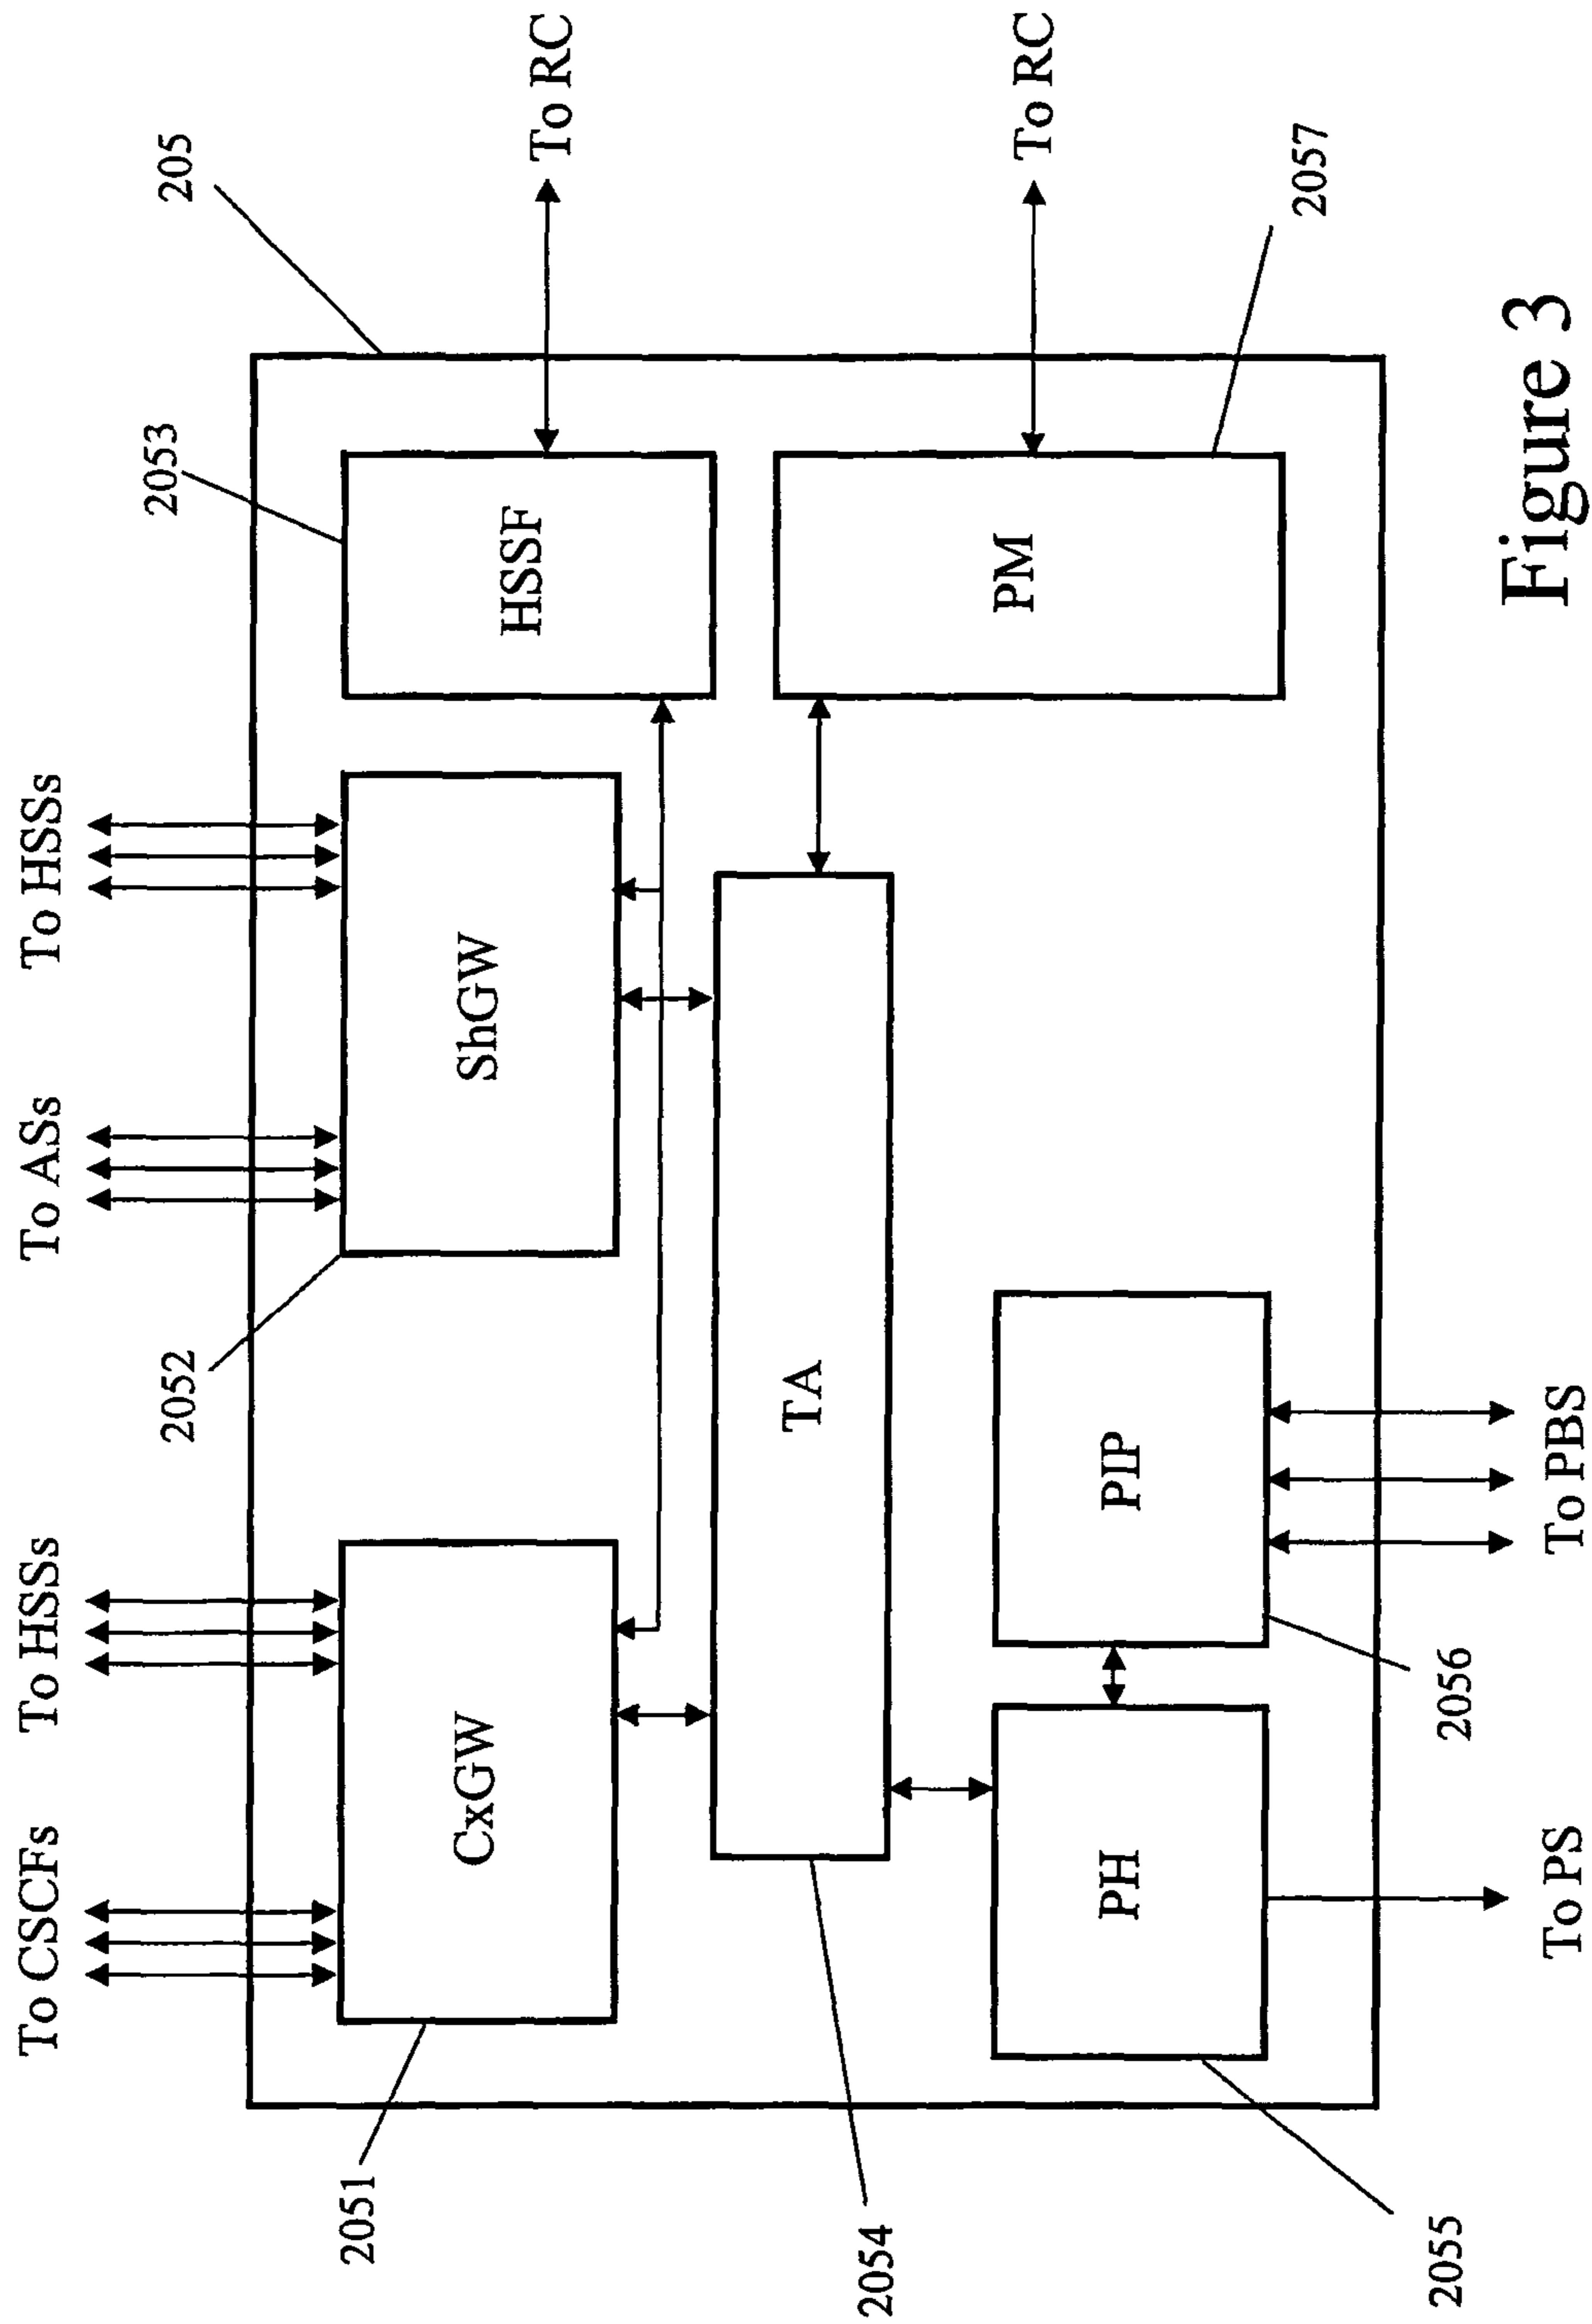 To CSCFs
To HSSs
To ASs
To HSSs
2051
2052
2053
205
CxGW
ShGW
HSSF
To RC
TA
2054
PM
To RC
PH
PIP
2055
2056
2057
To PS
To PBS
Figure 3